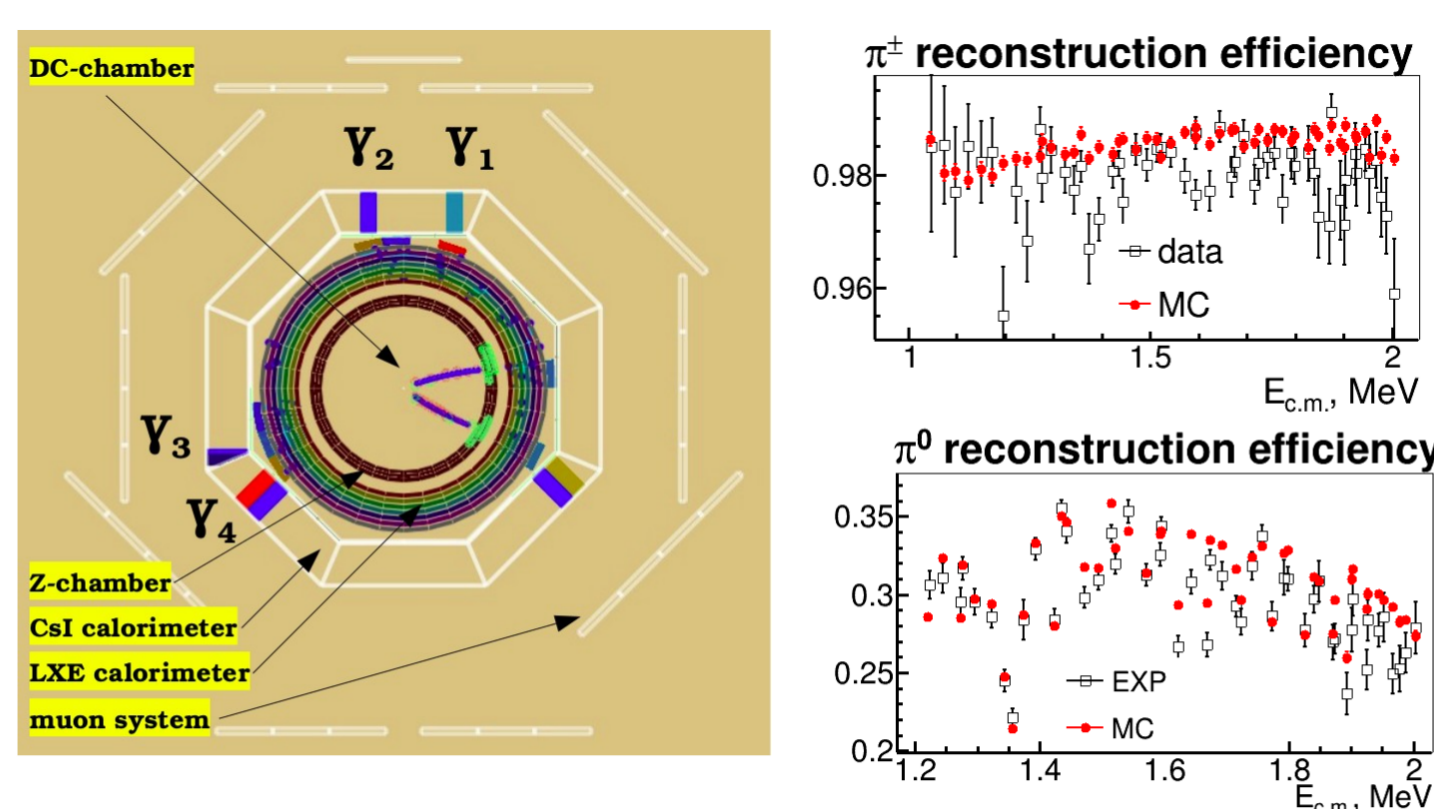 DC-chamber
γ₂ γ₁
γ₃
γ₄
Z-chamber
CsI calorimeter
LXE calorimeter
muon system
π± reconstruction efficiency
0.98
0.96
data
MC
1 1.5 2
E_c.m., MeV
π⁰ reconstruction efficiency
0.35
0.3
0.25
0.2
EXP
MC
1.2 1.4 1.6 1.8 2
E_c.m., MeV